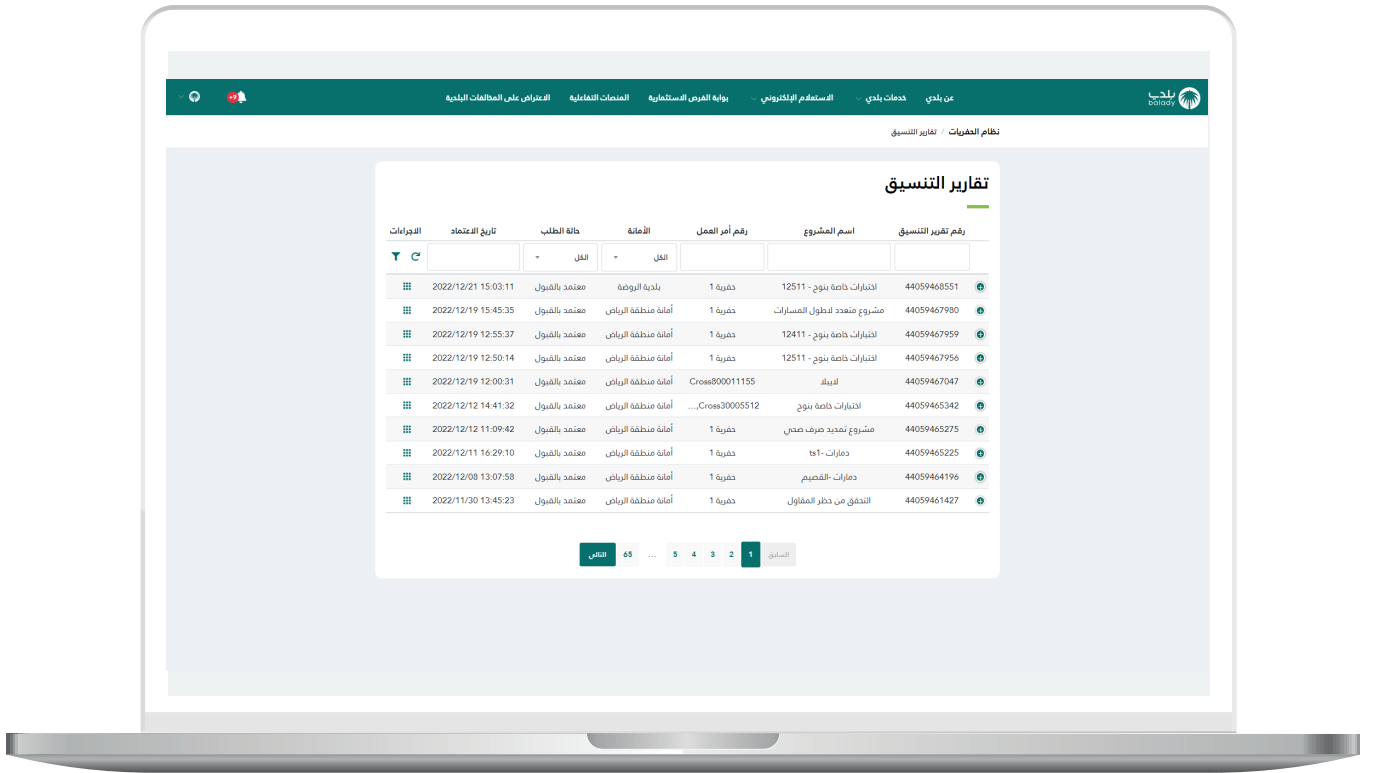 بلدي
balady
عن بلدي خدمات بلدي الاستعلام الإلكتروني بوابة الفرص الاستثمارية المنصات التفاعلية الاعتراض على المخالفات البلدية +9
نظام الحفريات / تقارير التنسيق
تقارير التنسيق
رقم تقرير التنسيق اسم المشروع رقم أمر العمل الأمانة حالة الطلب تاريخ الاعتماد الاجراءات
الكل الكل
44059468551 اختبارات خاصة بنوح - 12511 حفرية 1 بلدية الروضة معتمد بالقبول 2022/12/21 15:03:11
44059467980 مشروع متعدد لاطول المسارات حفرية 1 أمانة منطقة الرياض معتمد بالقبول 2022/12/19 15:45:35
44059467959 اختبارات خاصة بنوح - 12411 حفرية 1 أمانة منطقة الرياض معتمد بالقبول 2022/12/19 12:55:37
44059467956 اختبارات خاصة بنوح - 12511 حفرية 1 أمانة منطقة الرياض معتمد بالقبول 2022/12/19 12:50:14
44059467047 لابيلا Cross800011155 أمانة منطقة الرياض معتمد بالقبول 2022/12/19 12:00:31
44059465342 اختبارات خاصة بنوح Cross30005512,... أمانة منطقة الرياض معتمد بالقبول 2022/12/12 14:41:32
44059465275 مشروع تمديد صرف صحي حفرية 1 أمانة منطقة الرياض معتمد بالقبول 2022/12/12 11:09:42
44059465225 دمارات -ts1 حفرية 1 أمانة منطقة الرياض معتمد بالقبول 2022/12/11 16:29:10
44059464196 دمارات -القصيم حفرية 1 أمانة منطقة الرياض معتمد بالقبول 2022/12/08 13:07:58
44059461427 التحقق من حظر المقاول حفرية 1 أمانة منطقة الرياض معتمد بالقبول 2022/11/30 13:45:23
السابق 1 2 3 4 5 ... 65 التالي